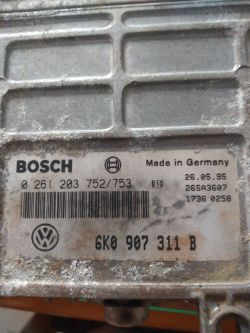 BOSCH Made in Germany
0 261 203 752/753 26.05.95
26SA3607
1736 0258
6K0 907 311 B